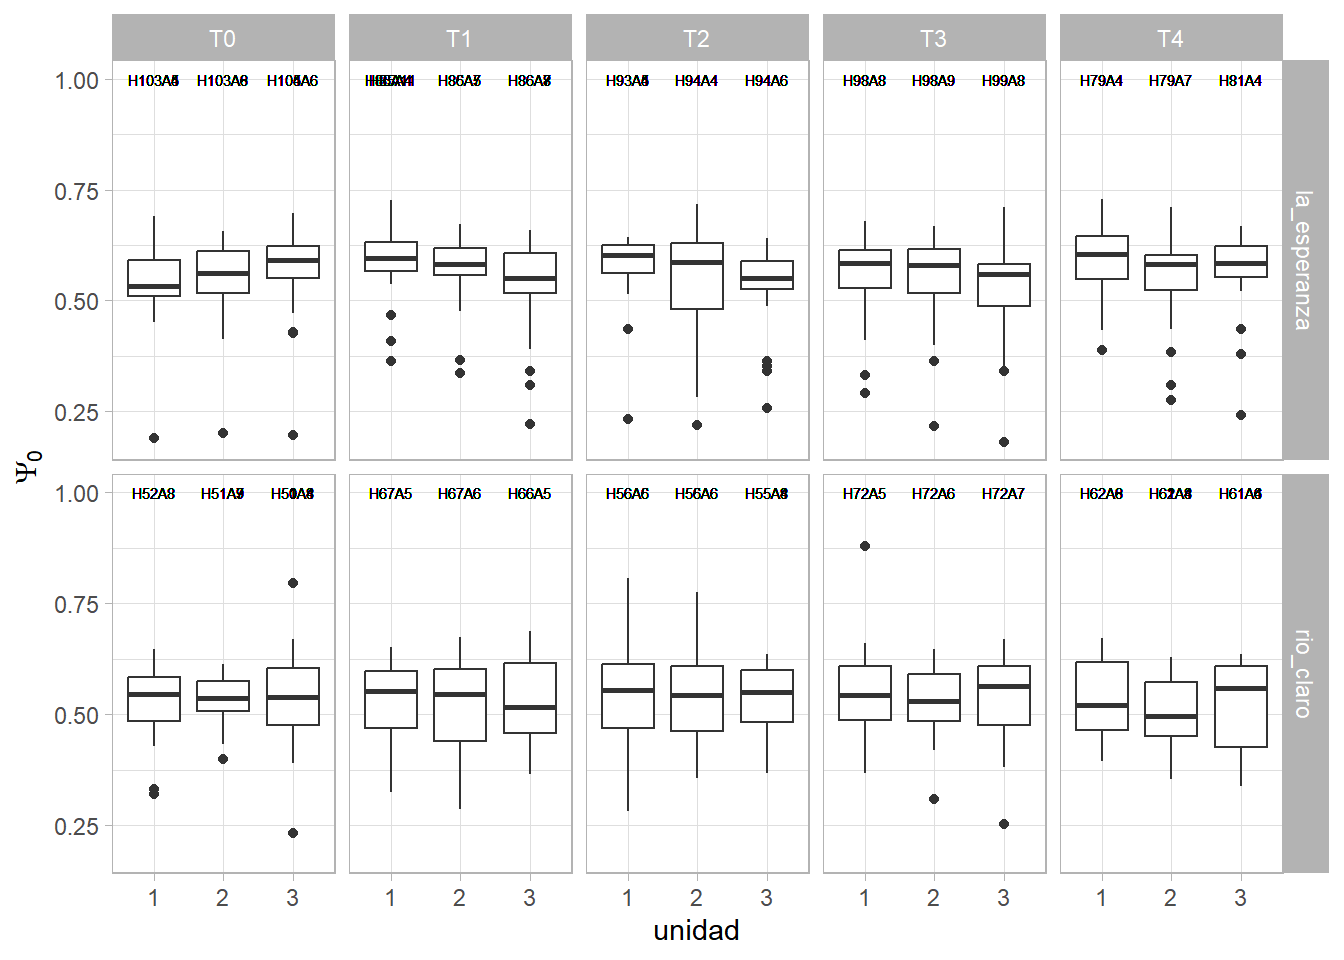 T0 T1 T2 T3 T4
1.00 H86A7 H94A4 H94A6 H98A8 H98A9 H99A8 H79A4 H79A7 H81A4
0.75
0.50
0.25
la_esperanza
Ψ0
1.00 H52A8 H67A5 H67A6 H66A5 H56A6 H56A6 H72A5 H72A6 H72A7
0.75
0.50
0.25
rio_claro
1 2 3 1 2 3 1 2 3 1 2 3 1 2 3
unidad